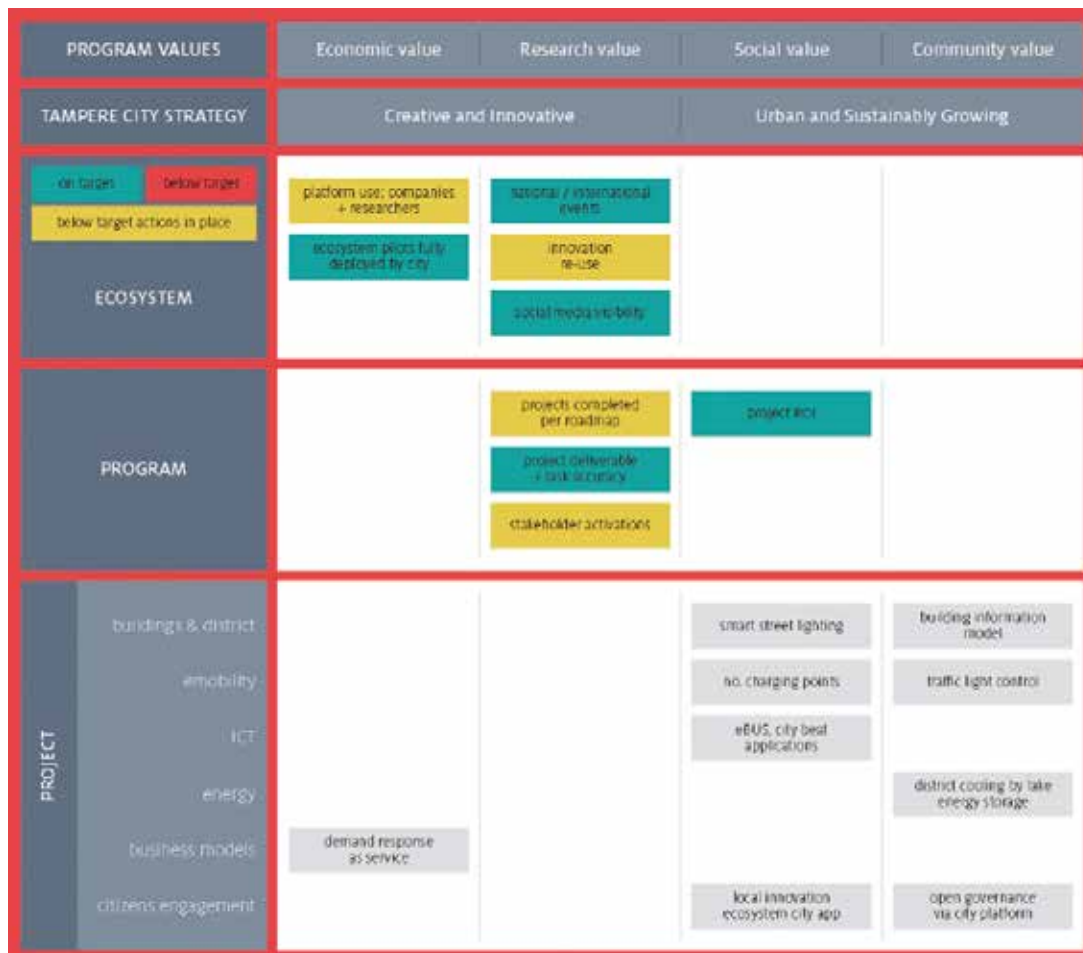 PROGRAM VALUES
Economic value
Research value
Social value
Community value
TAMPERE CITY STRATEGY
Creative and Innovative
Urban and Sustainably Growing
on target
below target
below target actions in place
ECOSYSTEM
platform use: companies
+ researchers
national / international
events
ecosystem pilots fully
deployed by city
innovation
re-use
social media visibility
PROGRAM
projects completed
per roadmap
project ROI
project deliverable
+ task accuracy
stakeholder activations
PROJECT
buildings & district
smart street lighting
building information
model
emobility
no. charging points
traffic light control
ICT
eBUS, city beat
applications
energy
district cooling by lake
energy storage
business models
demand response
as service
citizens engagement
local innovation
ecosystem city app
open governance
via city platform